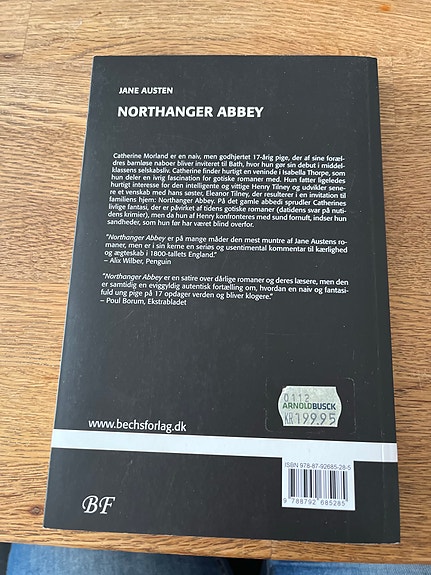 JANE AUSTEN
NORTHANGER ABBEY
Catherine Morland er en naiv, men godhjertet 17-årig pige, der af sine foræl-
dres barnløse naboer bliver inviteret til Bath, hvor hun gør sin debut i middel-
klassens selskabsliv. Catherine finder hurtigt en veninde i Isabella Thorpe, som
hun deler en ivrig fascination for gotiske romaner med. Hun fatter ligeledes
hurtigt interesse for den intelligente og vittige Henry Tilney og udvikler sene-
re et venskab med hans søster, Eleanor Tilney, der resulterer i en invitation til
familiens hjem: Northanger Abbey. På det gamle abbedi sprudler Catherines
livlige fantasi, der er påvirket af tidens gotiske romaner (datidens svar på nuti-
dens krimier), men da hun af Henry konfronteres med sund fornuft, indser hun
sandheder, som hun før har været blind overfor.
"Northanger Abbey er på mange måder den mest muntre af Jane Austens ro-
maner, men er i sin kerne en seriøs og usentimental kommentar til kærlighed
og ægteskab i 1800-tallets England."
– Alix Wilber, Penguin
"Northanger Abbey er en satire over dårlige romaner og deres læsere, men den
er samtidig en eviggyldig autentisk fortælling om, hvordan en naiv og fantasi-
fuld ung pige på 17 opdager verden og bliver klogere."
– Poul Borum, Ekstrabladet
0112
ARNOLDBUSCK
KR 199.95
www.bechsforlag.dk
ISBN 978-87-92685-28-5
9 788792 685285
BF